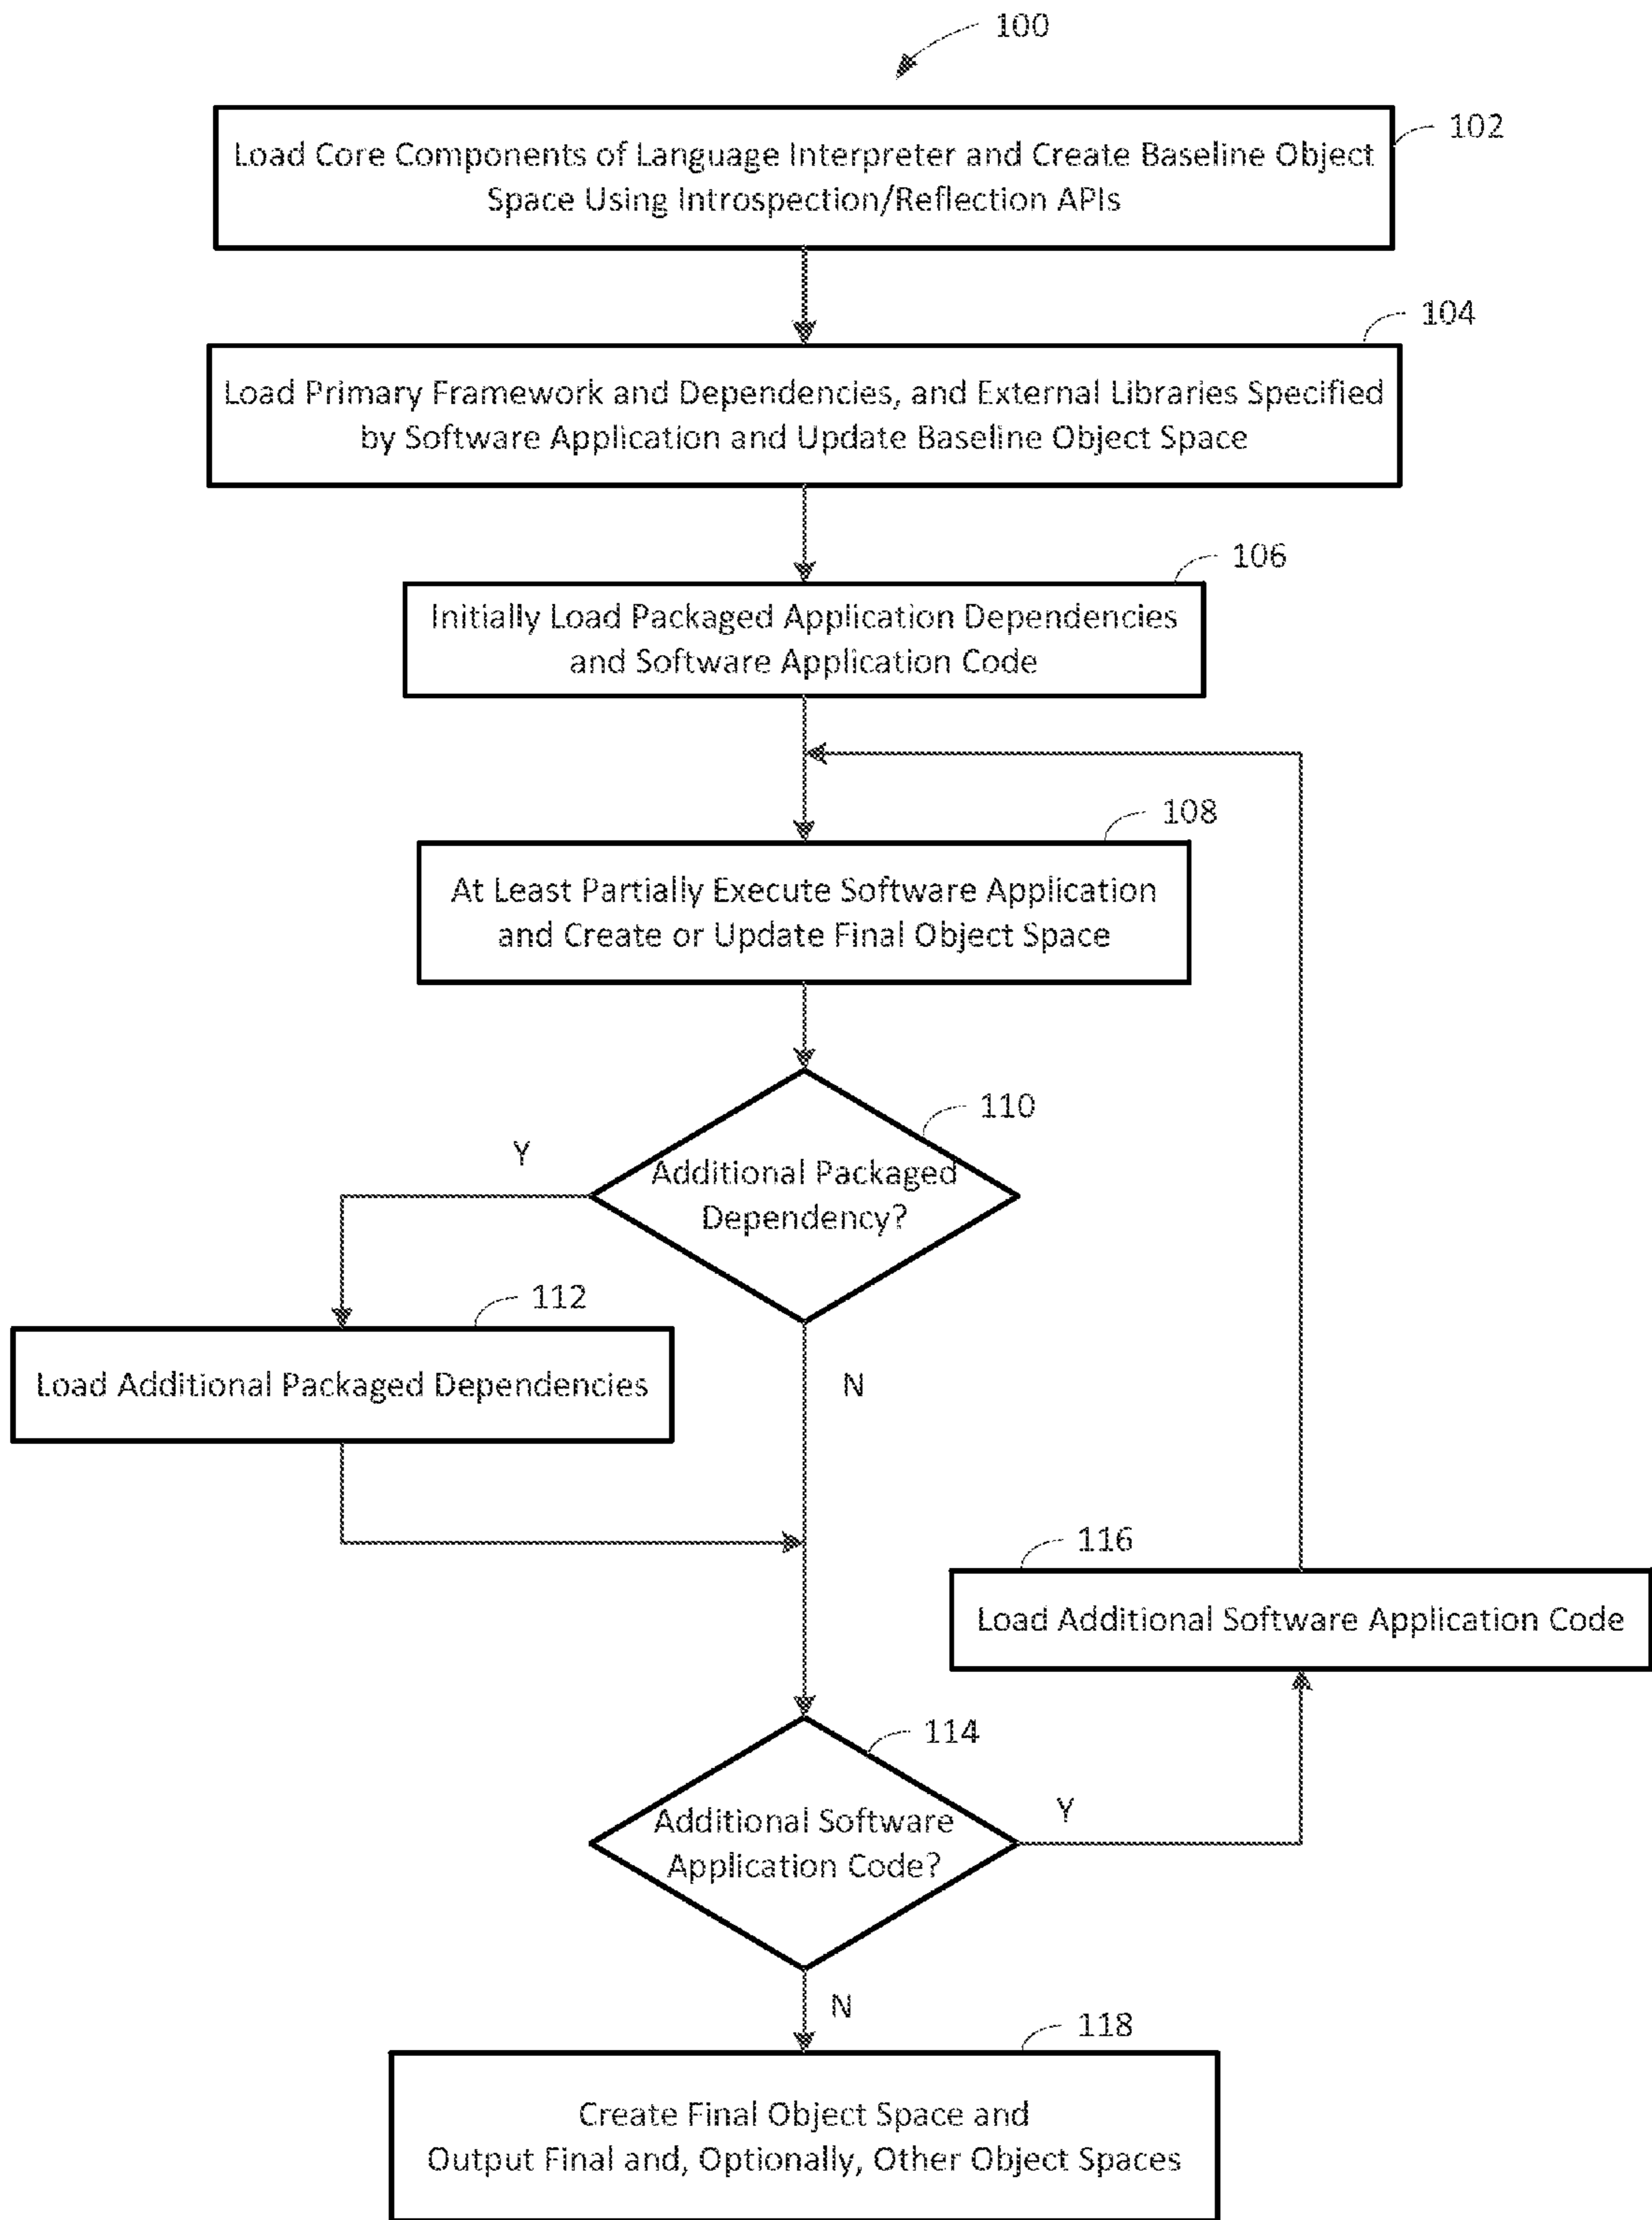 100
102
Load Core Components of Language Interpreter and Create Baseline Object
Space Using Introspection/Reflection APIs
104
Load Primary Framework and Dependencies, and External Libraries Specified
by Software Application and Update Baseline Object Space
106
Initially Load Packaged Application Dependencies
and Software Application Code
108
At Least Partially Execute Software Application
and Create or Update Final Object Space
110
Y
Additional Packaged
Dependency?
112
Load Additional Packaged Dependencies
N
116
Load Additional Software Application Code
114
Additional Software
Application Code?
Y
N
118
Create Final Object Space and
Output Final and, Optionally, Other Object Spaces